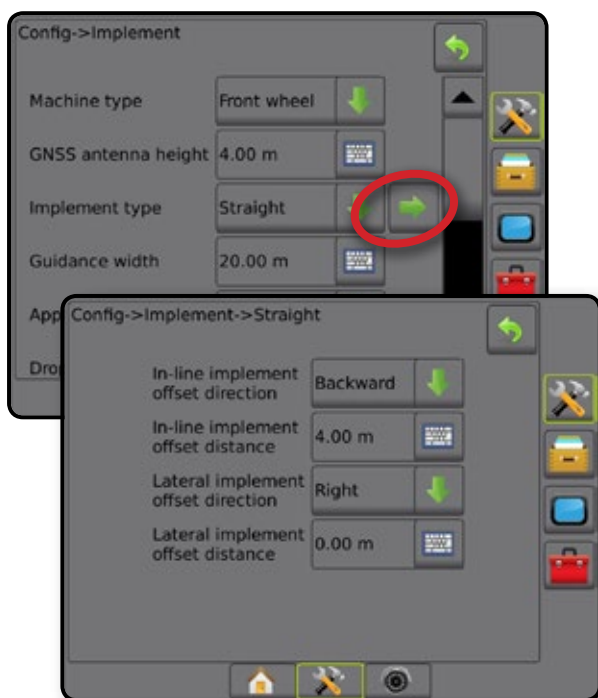 Config->Implement
Machine type Front wheel
GNSS antenna height 4.00 m
Implement type Straight
Guidance width 20.00 m
App
Dro
Config->Implement->Straight
In-line implement
offset direction
Backward
In-line implement
offset distance
4.00 m
Lateral implement
offset direction
Right
Lateral implement
offset distance
0.00 m